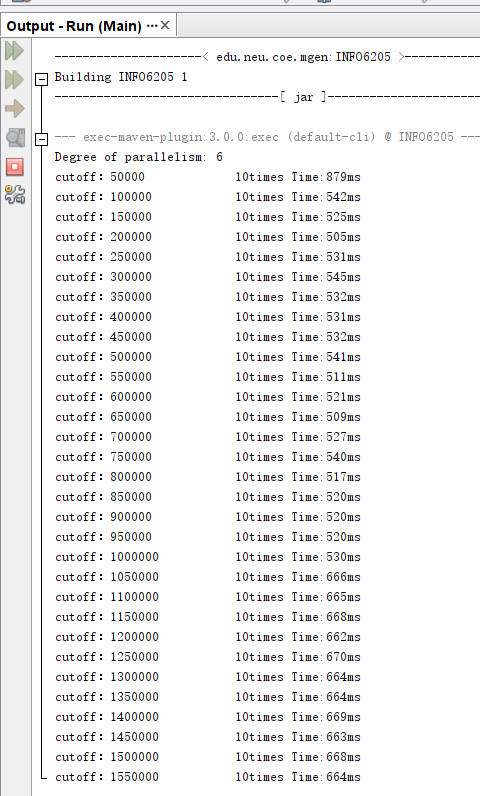 Output - Run (Main) ...
---------------------< edu.neu.coe.mgen:INFO6205 >-----------
Building INFO6205 1
--------------------------------[ jar ]----------------------
--- exec-maven-plugin:3.0.0:exec (default-cli) @ INFO6205 ---
Degree of parallelism: 6
cutoff: 50000 10times Time:879ms
cutoff: 100000 10times Time:542ms
cutoff: 150000 10times Time:525ms
cutoff: 200000 10times Time:505ms
cutoff: 250000 10times Time:531ms
cutoff: 300000 10times Time:545ms
cutoff: 350000 10times Time:532ms
cutoff: 400000 10times Time:531ms
cutoff: 450000 10times Time:532ms
cutoff: 500000 10times Time:541ms
cutoff: 550000 10times Time:511ms
cutoff: 600000 10times Time:521ms
cutoff: 650000 10times Time:509ms
cutoff: 700000 10times Time:527ms
cutoff: 750000 10times Time:540ms
cutoff: 800000 10times Time:517ms
cutoff: 850000 10times Time:520ms
cutoff: 900000 10times Time:520ms
cutoff: 950000 10times Time:520ms
cutoff: 1000000 10times Time:530ms
cutoff: 1050000 10times Time:666ms
cutoff: 1100000 10times Time:665ms
cutoff: 1150000 10times Time:668ms
cutoff: 1200000 10times Time:662ms
cutoff: 1250000 10times Time:670ms
cutoff: 1300000 10times Time:664ms
cutoff: 1350000 10times Time:664ms
cutoff: 1400000 10times Time:669ms
cutoff: 1450000 10times Time:663ms
cutoff: 1500000 10times Time:668ms
cutoff: 1550000 10times Time:664ms